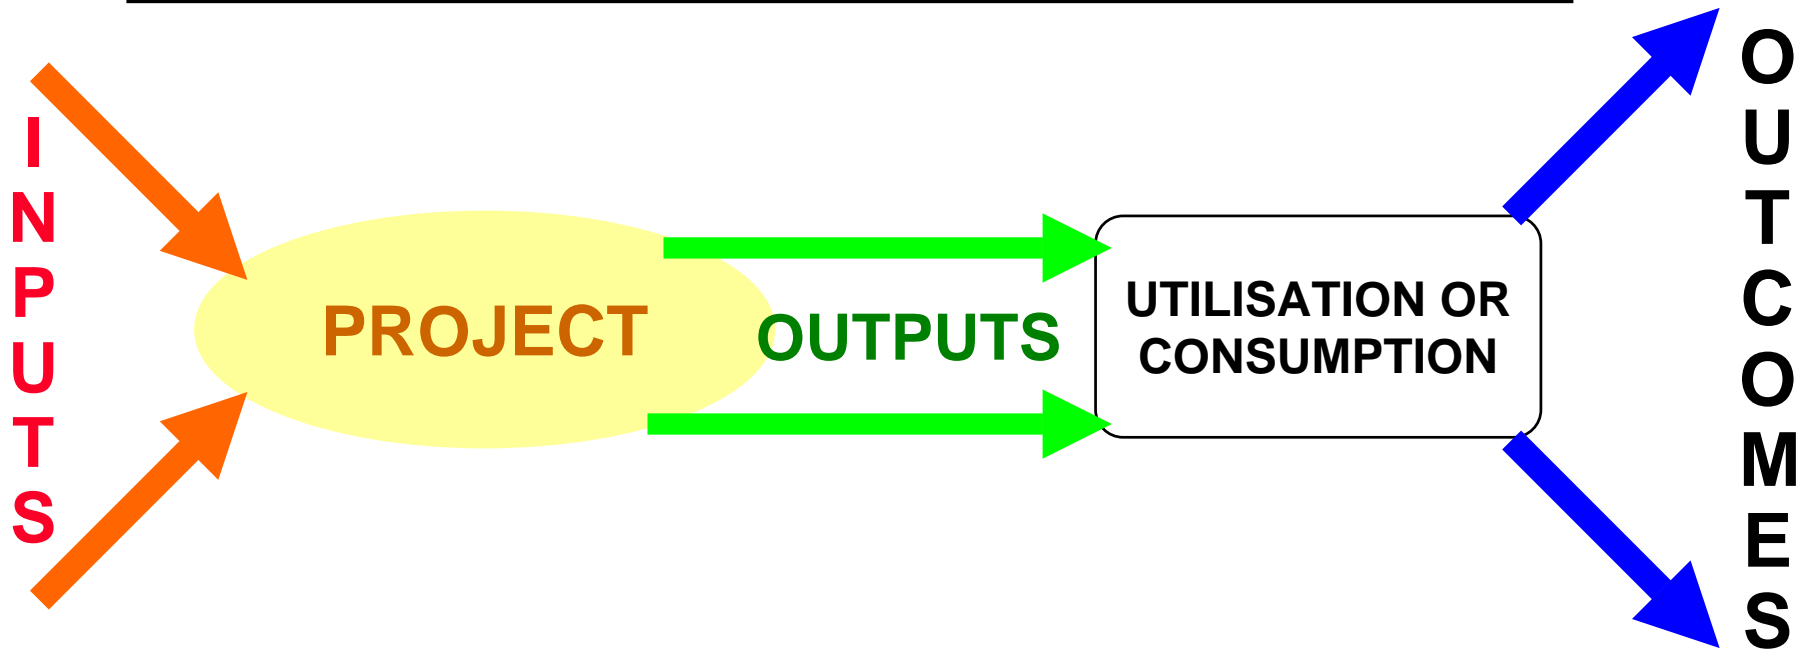 INPUTS
PROJECT
OUTPUTS
UTILISATION OR
CONSUMPTION
OUTCOMES